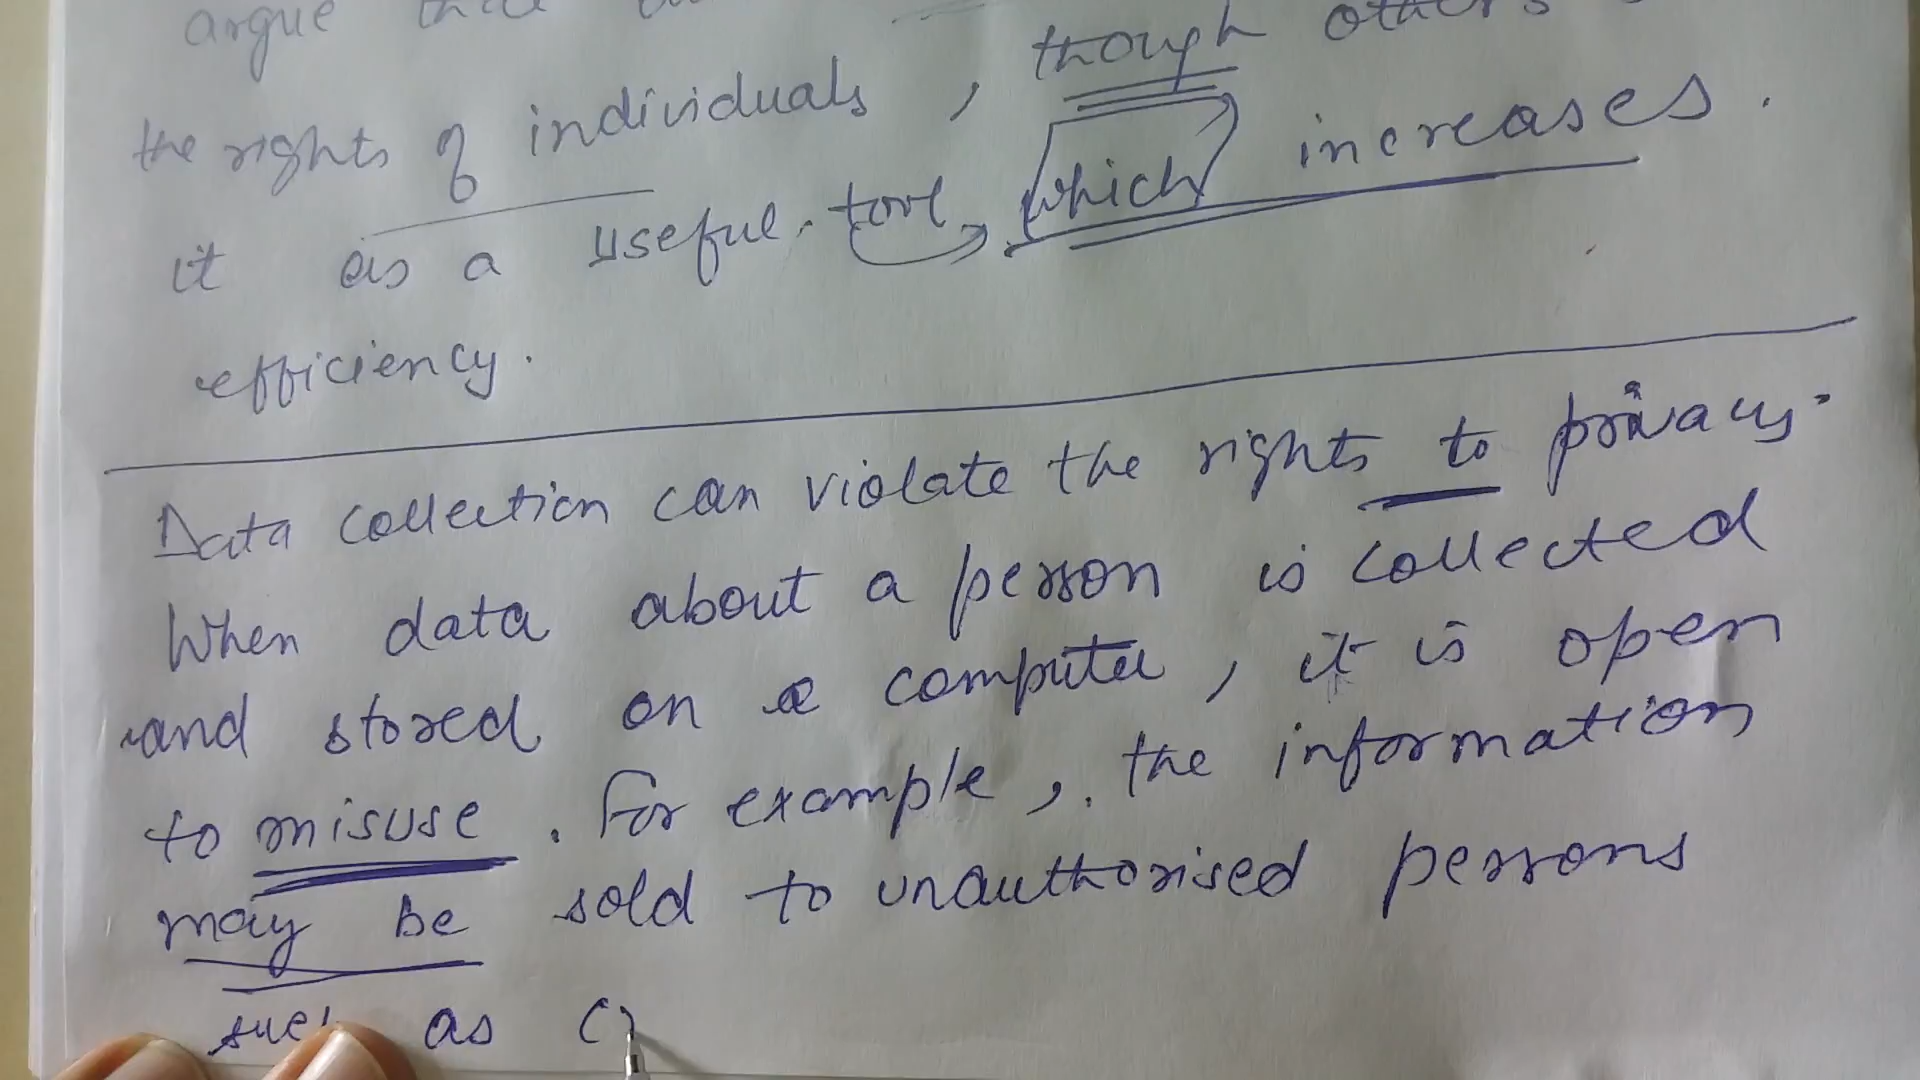 argue that
the rights of individuals, though others
it as a useful tool, which increases.
efficiency.
Data collection can violate the rights to privacy.
When data about a person is collected
and stored on a computer, it is open
to misuse. For example, the information
may be sold to unauthorised persons
such as